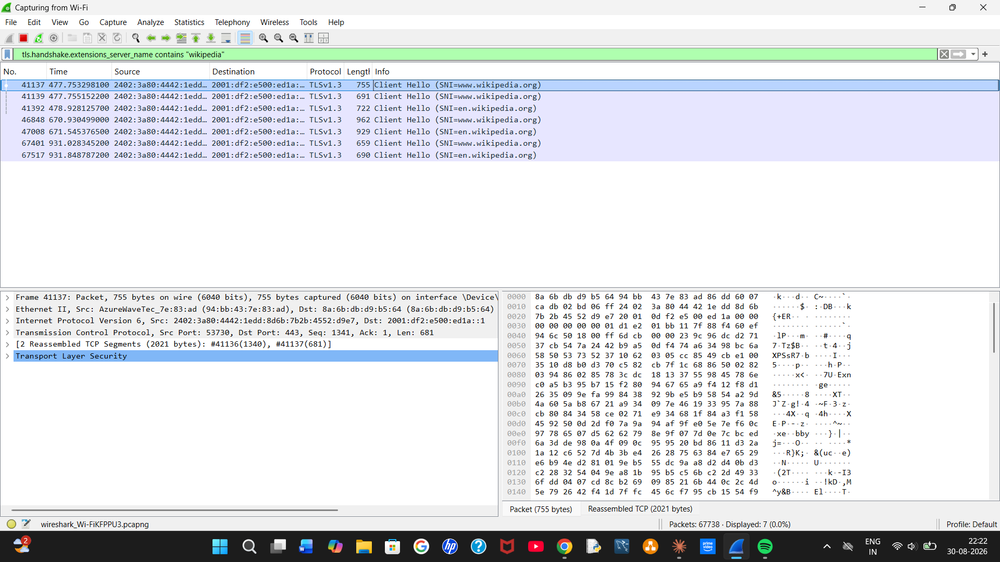 Capturing from Wi-Fi
File Edit View Go Capture Analyze Statistics Telephony Wireless Tools Help
tls.handshake.extensions_server_name contains "wikipedia"
No. Time Source Destination Protocol Length Info
41137 477.753298100 2402:3a80:4442:1edd… 2001:df2:e500:ed1a:… TLSv1.3 755 Client Hello (SNI=www.wikipedia.org)
41139 477.755152200 2402:3a80:4442:1edd… 2001:df2:e500:ed1a:… TLSv1.3 691 Client Hello (SNI=www.wikipedia.org)
41392 478.928125700 2402:3a80:4442:1edd… 2001:df2:e500:ed1a:… TLSv1.3 722 Client Hello (SNI=en.wikipedia.org)
46848 670.930499000 2402:3a80:4442:1edd… 2001:df2:e500:ed1a:… TLSv1.3 962 Client Hello (SNI=www.wikipedia.org)
47008 671.545376500 2402:3a80:4442:1edd… 2001:df2:e500:ed1a:… TLSv1.3 929 Client Hello (SNI=en.wikipedia.org)
67401 931.028345200 2402:3a80:4442:1edd… 2001:df2:e500:ed1a:… TLSv1.3 659 Client Hello (SNI=www.wikipedia.org)
67517 931.848787200 2402:3a80:4442:1edd… 2001:df2:e500:ed1a:… TLSv1.3 690 Client Hello (SNI=en.wikipedia.org)
Frame 41137: Packet, 755 bytes on wire (6040 bits), 755 bytes captured (6040 bits) on interface \Device\
Ethernet II, Src: AzureWaveTec_7e:83:ad (94:bb:43:7e:83:ad), Dst: 8a:6b:db:d9:b5:64 (8a:6b:db:d9:b5:64)
Internet Protocol Version 6, Src: 2402:3a80:4442:1edd:8d6b:7b2b:4552:d9e7, Dst: 2001:df2:e500:ed1a::1
Transmission Control Protocol, Src Port: 53730, Dst Port: 443, Seq: 1341, Ack: 1, Len: 681
[2 Reassembled TCP Segments (2021 bytes): #41136(1340), #41137(681)]
Transport Layer Security
0000 8a 6b db d9 b5 64 94 bb 43 7e 83 ad 86 dd 60 07 ·k···d·· C~····`·
0010 ca db 02 bd 06 ff 24 02 3a 80 44 42 1e dd 8d 6b ······$· :·DB···k
0020 7b 2b 45 52 d9 e7 20 01 0d f2 e5 00 ed 1a 00 00 {+ER·· · ········
0030 00 00 00 00 00 01 d1 e2 01 bb 11 7f 88 f4 60 ef ········ ······`·
0040 94 6c 50 18 00 ff 6d cb 00 00 23 9c 96 dc d2 71 ·lP···m· ··#····q
0050 37 cb 54 7a 24 42 b9 a5 0d f4 74 a6 34 98 bc 6a 7·Tz$B·· ··t·4··j
0060 58 50 53 73 52 37 10 62 03 05 cc 85 49 cb e1 00 XPSsR7·b ····I···
0070 35 10 d8 b0 d3 70 c5 82 cb 7f 1c 68 86 50 02 82 5····p·· ···h·P··
0080 03 94 86 02 85 78 3c dc 18 13 37 55 98 45 78 6e ·····x<· ··7U·Exn
0090 c0 a5 b3 95 b7 15 f2 80 94 67 65 a9 f4 12 f8 d1 ········ ·ge·····
00a0 26 35 09 9e fa 99 84 38 92 9b e5 b9 58 54 a2 9d &5·····8 ····XT··
00b0 4a 60 5a b8 67 21 a9 34 09 7e 46 19 33 95 7a 88 J`Z·g!·4 ·~F·3·z·
00c0 cb 80 84 34 58 ce 02 71 e9 34 68 1f 84 a3 f1 58 ···4X··q ·4h····X
00d0 45 92 50 0d 2d f0 7a 9a 94 af 9f e0 5e 7e f6 0c E·P·-·z· ····^~··
00e0 97 78 65 07 d5 62 62 79 8e 9f 07 7d 0e 7c bc ed ·xe··bby ···}·|··
00f0 6a 3d de 98 0a 4f 09 0c 95 95 20 bd 86 11 d3 2a j=···O·· ·· ····*
0100 1a 12 c6 52 7d 4b 3b e4 26 28 75 63 84 e7 65 29 ···R}K;· &(uc··e)
0110 e6 b9 4e d2 81 01 9e b5 55 dc 9a a8 d2 d4 0b d3 ··N····· U·······
0120 c2 28 32 54 04 9e a8 1b 95 b5 c5 6b c2 2d 49 33 ·(2T···· ···k·-I3
0130 6f dd 04 07 cd 8c b2 69 09 85 21 6b 44 0c 2c 4d o······i ··!kD·,M
0140 5e 79 26 42 f4 1d 7f fc 45 6c f7 95 cb 15 54 f9 ^y&B···· El····T·
Packet (755 bytes) Reassembled TCP (2021 bytes)
wireshark_Wi-FiKFPPU3.pcapng Packets: 67738 · Displayed: 7 (0.0%) Profile: Default
2
W
hp
prime video
ENG
IN
22:22
30-08-2026